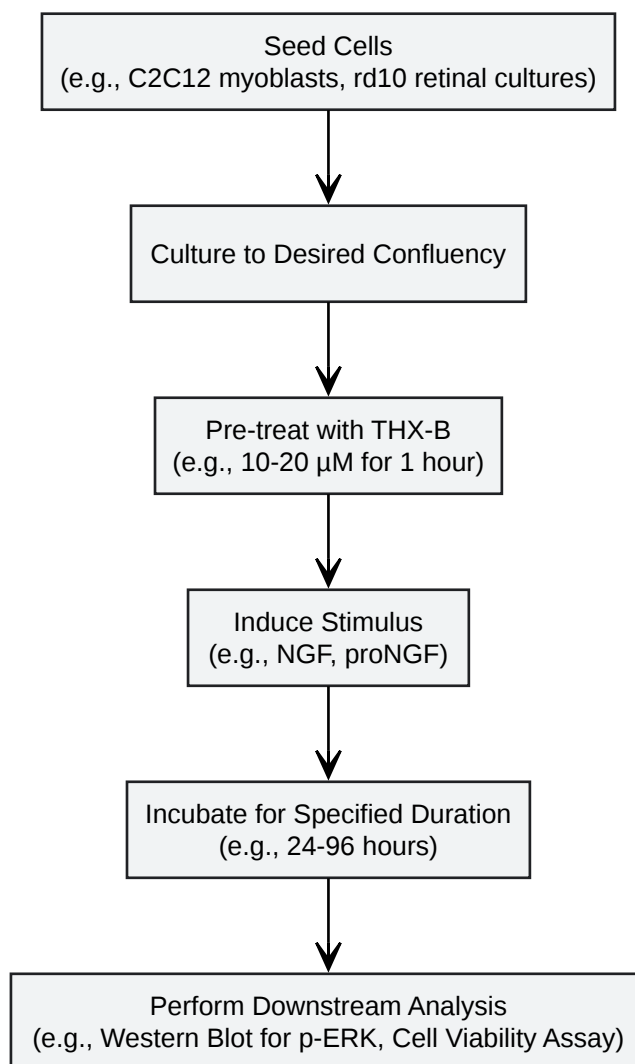 Seed Cells
(e.g., C2C12 myoblasts, rd10 retinal cultures)
Culture to Desired Confluency
Pre-treat with THX-B
(e.g., 10-20 µM for 1 hour)
Induce Stimulus
(e.g., NGF, proNGF)
Incubate for Specified Duration
(e.g., 24-96 hours)
Perform Downstream Analysis
(e.g., Western Blot for p-ERK, Cell Viability Assay)